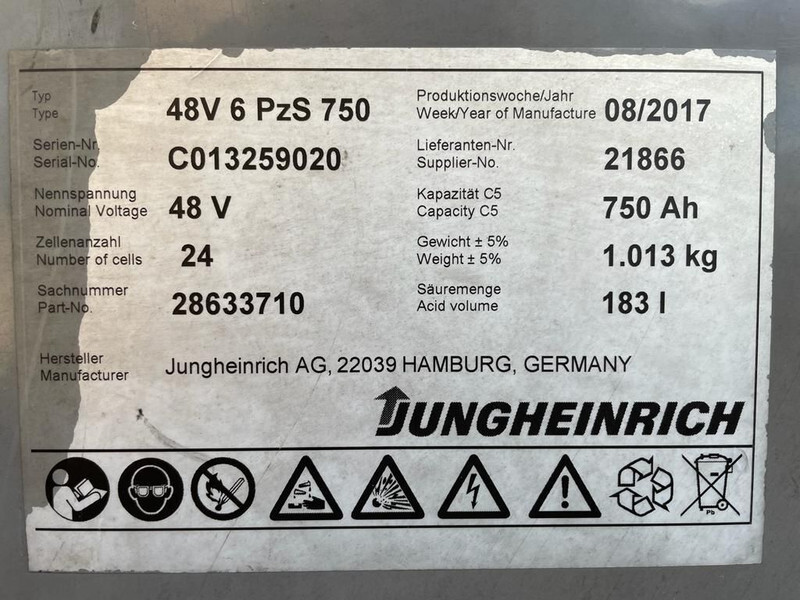 Typ
Type
48V 6 PzS 750
Produktionswoche/Jahr
Week/Year of Manufacture
08/2017
Serien-Nr.
Serial-No.
C013259020
Lieferanten-Nr.
Supplier-No.
21866
Nennspannung
Nominal Voltage
48 V
Kapazität C5
Capacity C5
750 Ah
Zellenanzahl
Number of cells
24
Gewicht ± 5%
Weight ± 5%
1.013 kg
Sachnummer
Part-No.
28633710
Säuremenge
Acid volume
183 l
Hersteller
Manufacturer
Jungheinrich AG, 22039 HAMBURG, GERMANY
JUNGHEINRICH
Pb